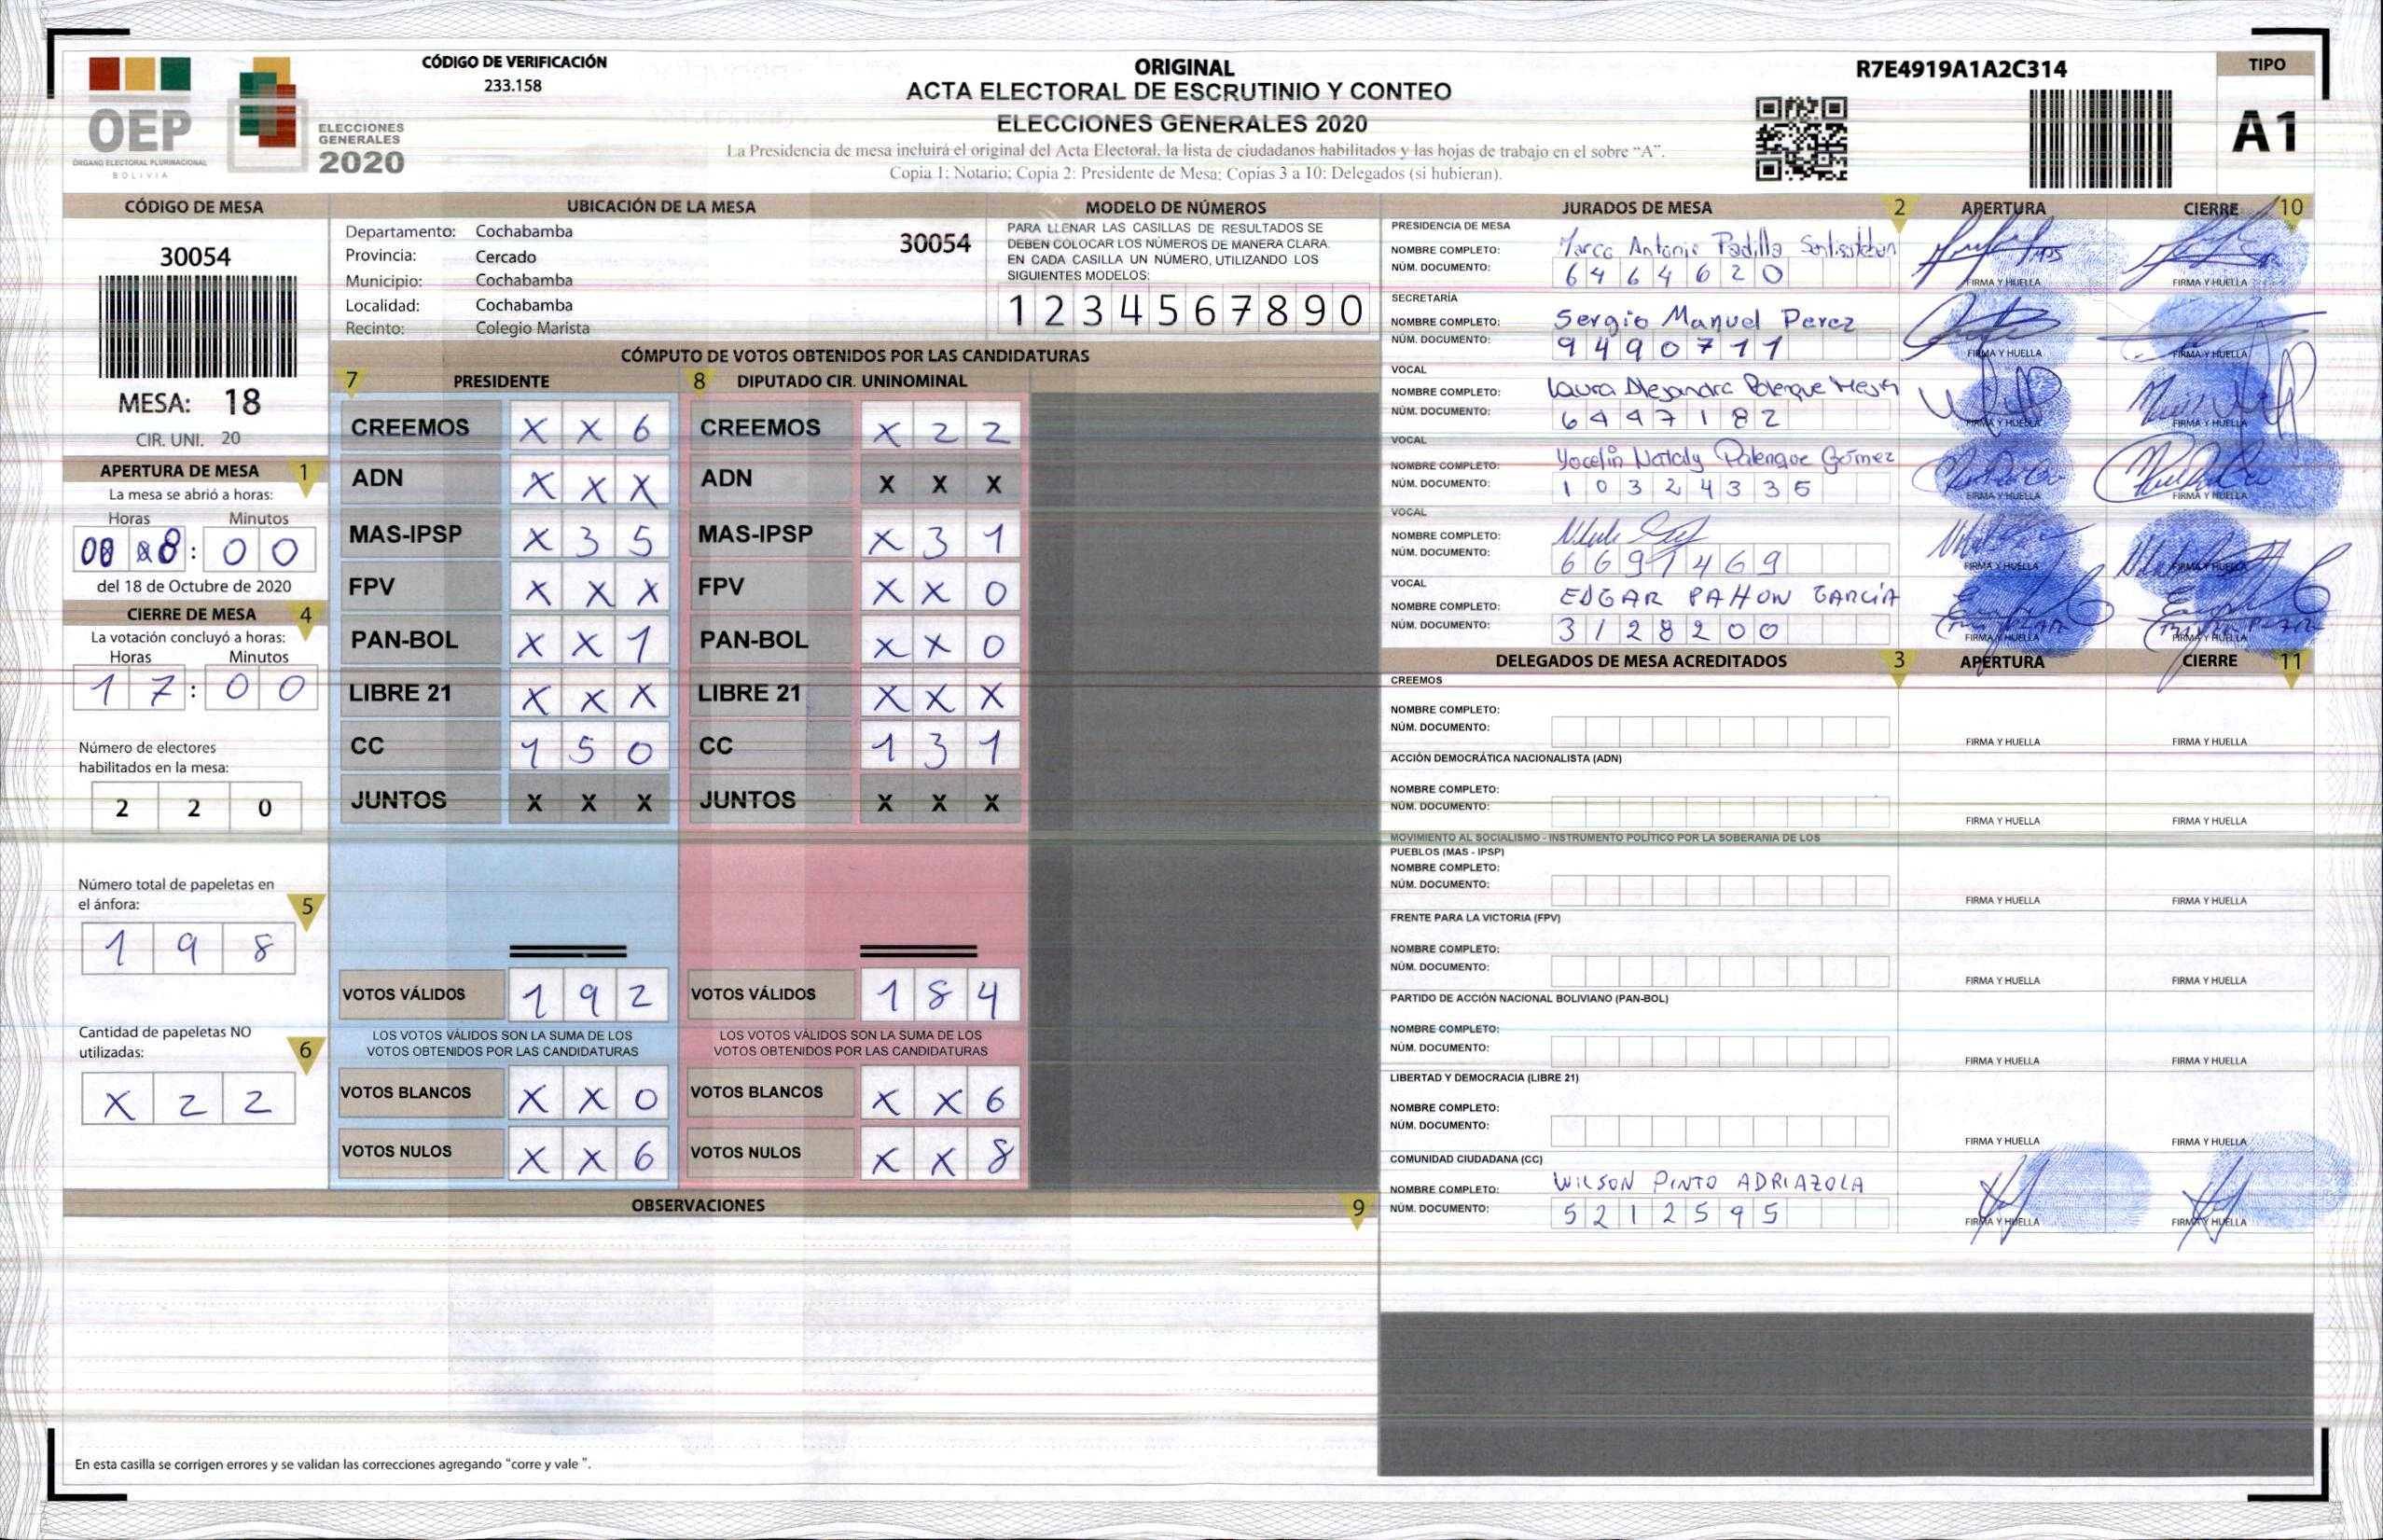 OEP
ÓRGANO ELECTORAL PLURINACIONAL
BOLIVIA
ELECCIONES
GENERALES
2020
CÓDIGO DE VERIFICACIÓN
233.158
ORIGINAL
ACTA ELECTORAL DE ESCRUTINIO Y CONTEO
ELECCIONES GENERALES 2020
La Presidencia de mesa incluirá el original del Acta Electoral, la lista de ciudadanos habilitados y las hojas de trabajo en el sobre “A”.
Copia 1: Notario; Copia 2: Presidente de Mesa; Copias 3 a 10: Delegados (si hubieran).
R7E4919A1A2C314
TIPO
A1
CÓDIGO DE MESA
30054
MESA: 18
CIR. UNI. 20
APERTURA DE MESA 1
La mesa se abrió a horas:
Horas Minutos
08 : 00
del 18 de Octubre de 2020
CIERRE DE MESA 4
La votación concluyó a horas:
Horas Minutos
17 : 00
Número de electores
habilitados en la mesa:
2 2 0
Número total de papeletas en
el ánfora: 5
1 9 8
Cantidad de papeletas NO
utilizadas: 6
X 2 2
UBICACIÓN DE LA MESA
Departamento: Cochabamba
30054
Provincia: Cercado
Municipio: Cochabamba
Localidad: Cochabamba
Recinto: Colegio Marista
MODELO DE NÚMEROS
PARA LLENAR LAS CASILLAS DE RESULTADOS SE
DEBEN COLOCAR LOS NÚMEROS DE MANERA CLARA.
EN CADA CASILLA UN NÚMERO, UTILIZANDO LOS
SIGUIENTES MODELOS:
1 2 3 4 5 6 7 8 9 0
CÓMPUTO DE VOTOS OBTENIDOS POR LAS CANDIDATURAS
7 PRESIDENTE
CREEMOS X X 6
ADN X X X
MAS-IPSP X 3 5
FPV X X X
PAN-BOL X X 1
LIBRE 21 X X X
CC 1 5 0
JUNTOS X X X
VOTOS VÁLIDOS 1 9 2
LOS VOTOS VÁLIDOS SON LA SUMA DE LOS
VOTOS OBTENIDOS POR LAS CANDIDATURAS
VOTOS BLANCOS X X 0
VOTOS NULOS X X 6
8 DIPUTADO CIR. UNINOMINAL
CREEMOS X 2 2
ADN X X X
MAS-IPSP X 3 1
FPV X X 0
PAN-BOL X X 0
LIBRE 21 X X X
CC 1 3 1
JUNTOS X X X
VOTOS VÁLIDOS 1 8 4
LOS VOTOS VÁLIDOS SON LA SUMA DE LOS
VOTOS OBTENIDOS POR LAS CANDIDATURAS
VOTOS BLANCOS X X 6
VOTOS NULOS X X 8
OBSERVACIONES 9
En esta casilla se corrigen errores y se validan las correcciones agregando “corre y vale ”.
JURADOS DE MESA 2 APERTURA CIERRE 10
PRESIDENCIA DE MESA
NOMBRE COMPLETO: Marco Antonio Padilla
NÚM. DOCUMENTO: 6464620
FIRMA Y HUELLA FIRMA Y HUELLA
SECRETARÍA
NOMBRE COMPLETO: Sergio Manuel Perez
NÚM. DOCUMENTO: 9490711
FIRMA Y HUELLA FIRMA Y HUELLA
VOCAL
NOMBRE COMPLETO: Laura Alejandra Palenque Mejia
NÚM. DOCUMENTO: 6447182
FIRMA Y HUELLA FIRMA Y HUELLA
VOCAL
NOMBRE COMPLETO: Yocelin Nataly Palenque Gómez
NÚM. DOCUMENTO: 10324335
FIRMA Y HUELLA FIRMA Y HUELLA
VOCAL
NOMBRE COMPLETO:
NÚM. DOCUMENTO: 6691469
FIRMA Y HUELLA FIRMA Y HUELLA
VOCAL
NOMBRE COMPLETO: EDGAR PAHON GARCÍA
NÚM. DOCUMENTO: 3128200
FIRMA Y HUELLA FIRMA Y HUELLA
DELEGADOS DE MESA ACREDITADOS 3 APERTURA CIERRE 11
CREEMOS
NOMBRE COMPLETO:
NÚM. DOCUMENTO:
FIRMA Y HUELLA FIRMA Y HUELLA
ACCIÓN DEMOCRÁTICA NACIONALISTA (ADN)
NOMBRE COMPLETO:
NÚM. DOCUMENTO:
FIRMA Y HUELLA FIRMA Y HUELLA
MOVIMIENTO AL SOCIALISMO - INSTRUMENTO POLÍTICO POR LA SOBERANIA DE LOS
PUEBLOS (MAS - IPSP)
NOMBRE COMPLETO:
NÚM. DOCUMENTO:
FIRMA Y HUELLA FIRMA Y HUELLA
FRENTE PARA LA VICTORIA (FPV)
NOMBRE COMPLETO:
NÚM. DOCUMENTO:
FIRMA Y HUELLA FIRMA Y HUELLA
PARTIDO DE ACCIÓN NACIONAL BOLIVIANO (PAN-BOL)
NOMBRE COMPLETO:
NÚM. DOCUMENTO:
FIRMA Y HUELLA FIRMA Y HUELLA
LIBERTAD Y DEMOCRACIA (LIBRE 21)
NOMBRE COMPLETO:
NÚM. DOCUMENTO:
FIRMA Y HUELLA FIRMA Y HUELLA
COMUNIDAD CIUDADANA (CC)
NOMBRE COMPLETO: WILSON PINTO ADRIAZOLA
NÚM. DOCUMENTO: 5212595
FIRMA Y HUELLA FIRMA Y HUELLA